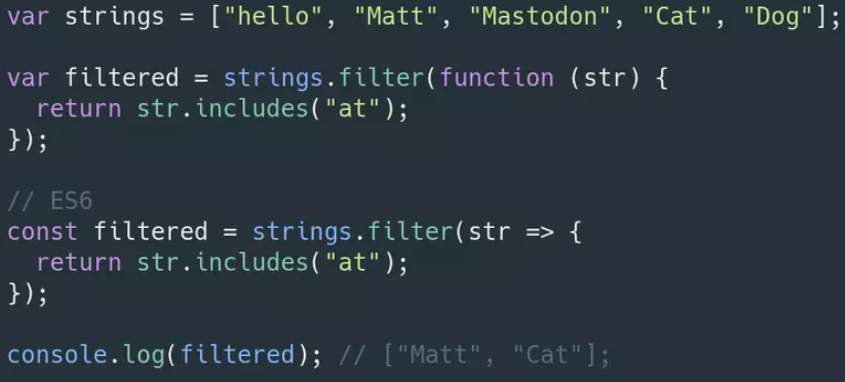 var strings = ["hello", "Matt", "Mastodon", "Cat", "Dog"];
var filtered = strings.filter(function (str) {
  return str.includes("at");
});
// ES6
const filtered = strings.filter(str => {
  return str.includes("at");
});
console.log(filtered); // ["Matt", "Cat"];